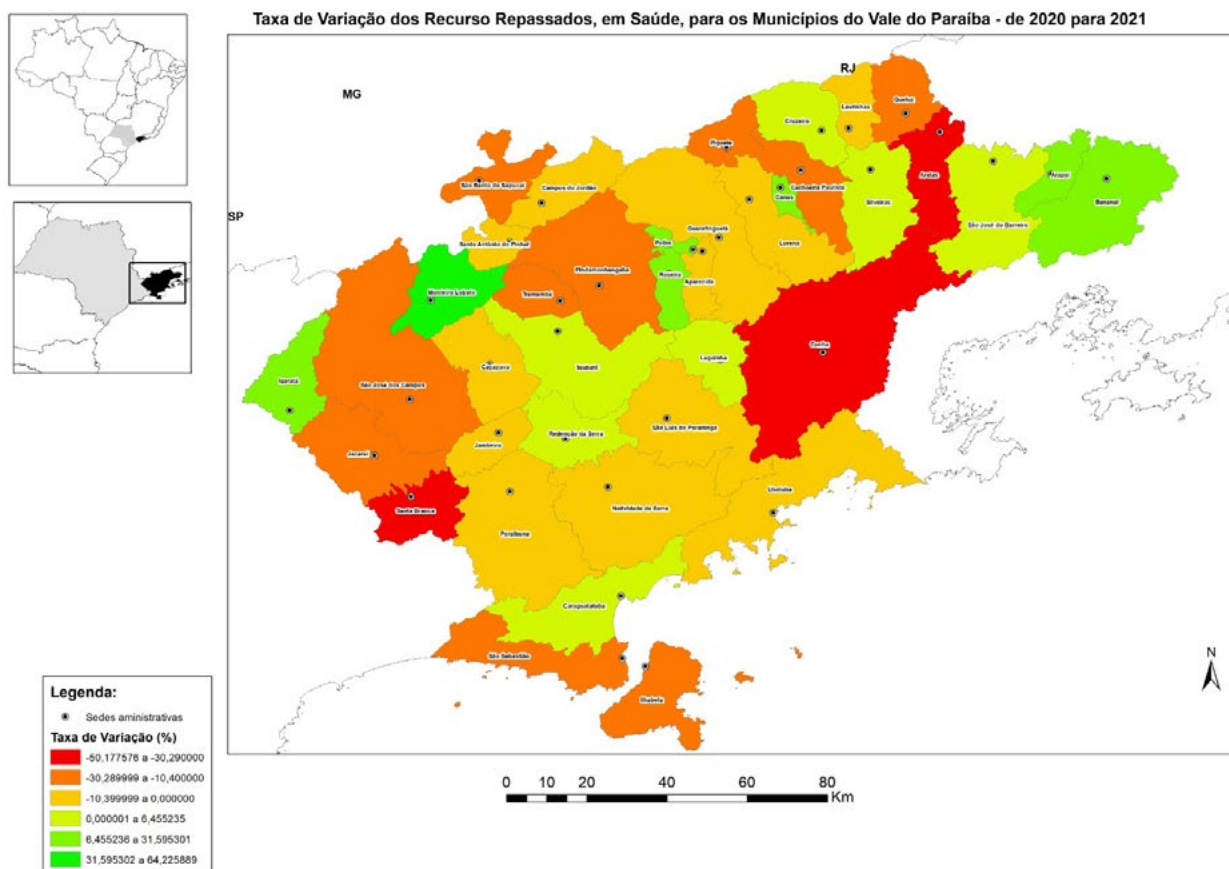 Taxa de Variação dos Recurso Repassados, em Saúde, para os Municípios do Vale do Paraíba - de 2020 para 2021
RJ
MG
SP
Queluz
Lavrinhas
Cruzeiro
Piquete
Arapeí
Areias
Bananal
Cachoeira Paulista
Canas
Silveiras
São José do Barreiro
São Bento do Sapucaí
Campos do Jordão
Guaratinguetá
Santo Antônio do Pinhal
Potim
Lorena
Pindamonhangaba
Roseira
Aparecida
Monteiro Lobato
Tremembé
Cunha
Lagoinha
Caçapava
Taubaté
Igaratá
São José dos Campos
São Luís do Paraitinga
Redenção da Serra
Jambeiro
Jacareí
Ubatuba
Santa Branca
Natividade da Serra
Paraibuna
Caraguatatuba
São Sebastião
Ilhabela
N
Legenda:
Sedes aministrativas
Taxa de Variação (%)
-50,177576 a -30,290000
-30,289999 a -10,400000
-10,399999 a 0,000000
0,000001 a 6,455235
6,455236 a 31,595301
31,595302 a 64,225889
0 10 20 40 60 80
Km